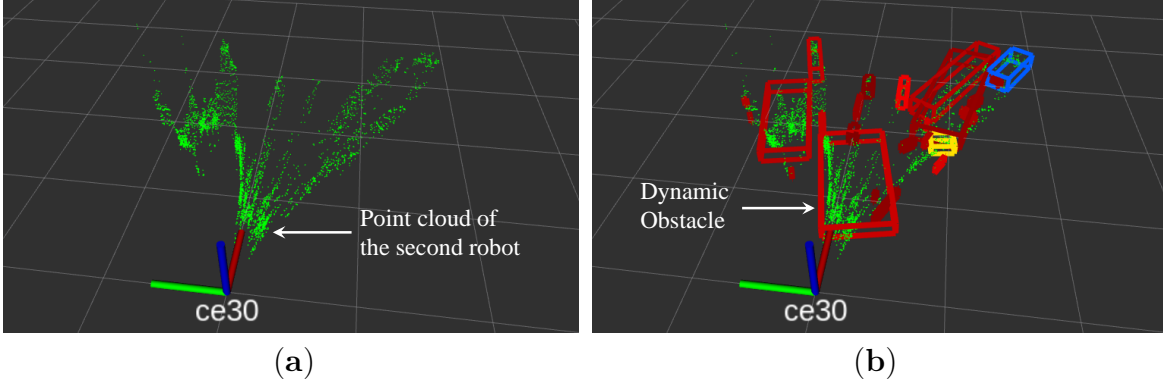 Point cloud of
the second robot
ce30
(a)
Dynamic
Obstacle
ce30
(b)